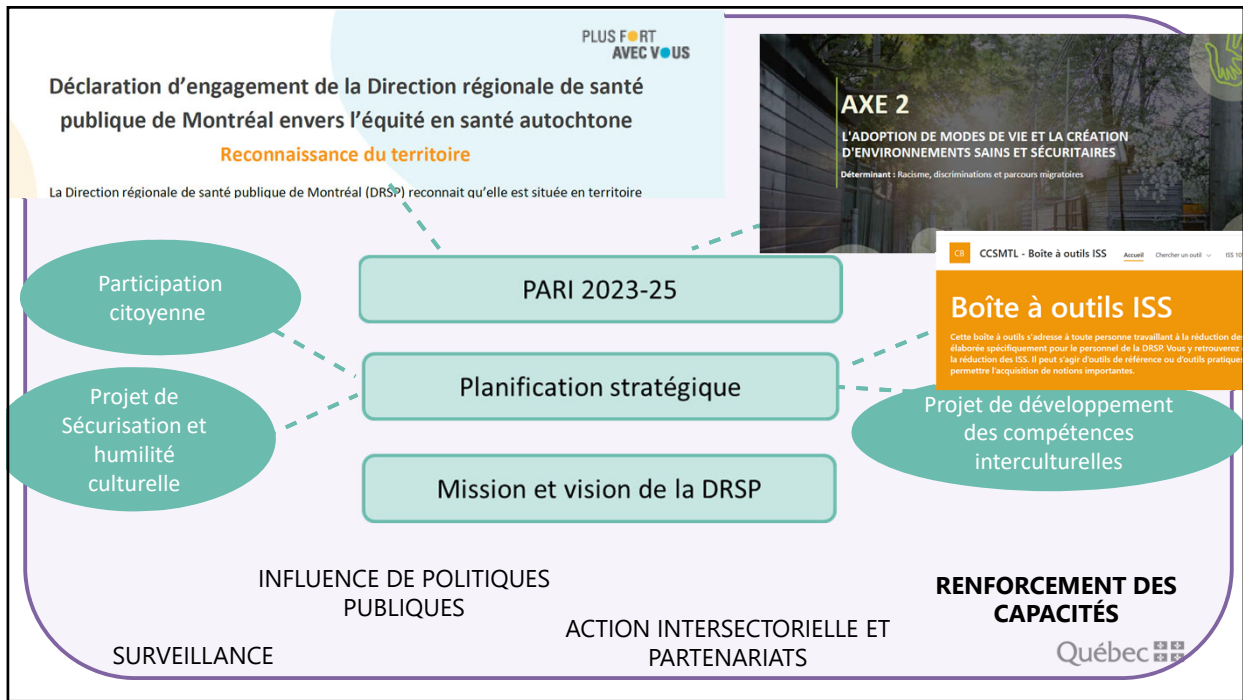 PLUS FORT
AVEC VOUS
Déclaration d'engagement de la Direction régionale de santé
publique de Montréal envers l'équité en santé autochtone
Reconnaissance du territoire
La Direction régionale de santé publique de Montréal (DRSP) reconnait qu'elle est située en territoire
AXE 2
L'ADOPTION DE MODES DE VIE ET LA CRÉATION
D'ENVIRONNEMENTS SAINS ET SÉCURITAIRES
Déterminant : Racisme, discriminations et parcours migratoires
CB CCSMTL - Boîte à outils ISS Accueil Chercher un outil ISS 10
Boîte à outils ISS
Cette boîte à outils s'adresse à toute personne travaillant à la réduction des
élaborée spécifiquement pour le personnel de la DRSP. Vous y retrouverez
la réduction des ISS. Il peut s'agir d'outils de référence ou d'outils pratiques
permettre l'acquisition de notions importantes.
Participation
citoyenne
PARI 2023-25
Planification stratégique
Projet de
Sécurisation et
humilité
culturelle
Projet de développement
des compétences
interculturelles
Mission et vision de la DRSP
INFLUENCE DE POLITIQUES
PUBLIQUES
RENFORCEMENT DES
CAPACITÉS
SURVEILLANCE
ACTION INTERSECTORIELLE ET
PARTENARIATS
Québec